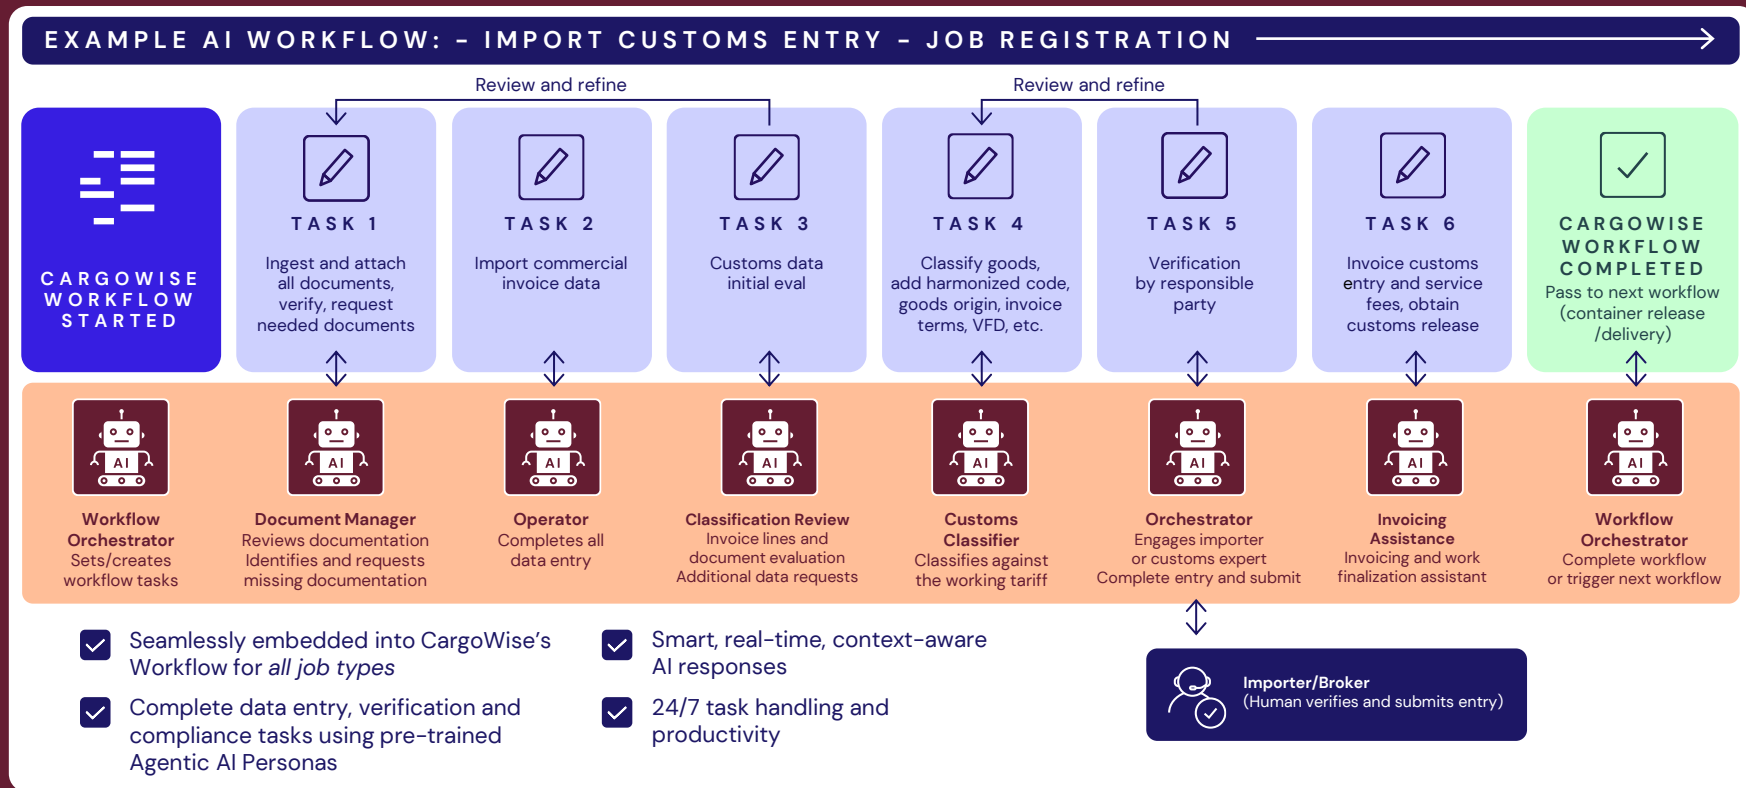 EXAMPLE AI WORKFLOW: – IMPORT CUSTOMS ENTRY – JOB REGISTRATION
Review and refine
Review and refine
CARGOWISE
WORKFLOW
STARTED
TASK 1
Ingest and attach
all documents,
verify, request
needed documents
TASK 2
Import commercial
invoice data
TASK 3
Customs data
initial eval
TASK 4
Classify goods,
add harmonized code,
goods origin, invoice
terms, VFD, etc.
TASK 5
Verification
by responsible
party
TASK 6
Invoice customs
entry and service
fees, obtain
customs release
CARGOWISE
WORKFLOW
COMPLETED
Pass to next workflow
(container release
/delivery)
AI
Workflow
Orchestrator
Sets/creates
workflow tasks
AI
Document Manager
Reviews documentation
Identifies and requests
missing documentation
AI
Operator
Completes all
data entry
AI
Classification Review
Invoice lines and
document evaluation
Additional data requests
AI
Customs
Classifier
Classifies against
the working tariff
AI
Orchestrator
Engages importer
or customs expert
Complete entry and submit
AI
Invoicing
Assistance
Invoicing and work
finalization assistant
AI
Workflow
Orchestrator
Complete workflow
or trigger next workflow
Seamlessly embedded into CargoWise’s
Workflow for all job types
Complete data entry, verification and
compliance tasks using pre-trained
Agentic AI Personas
Smart, real-time, context-aware
AI responses
24/7 task handling and
productivity
Importer/Broker
(Human verifies and submits entry)